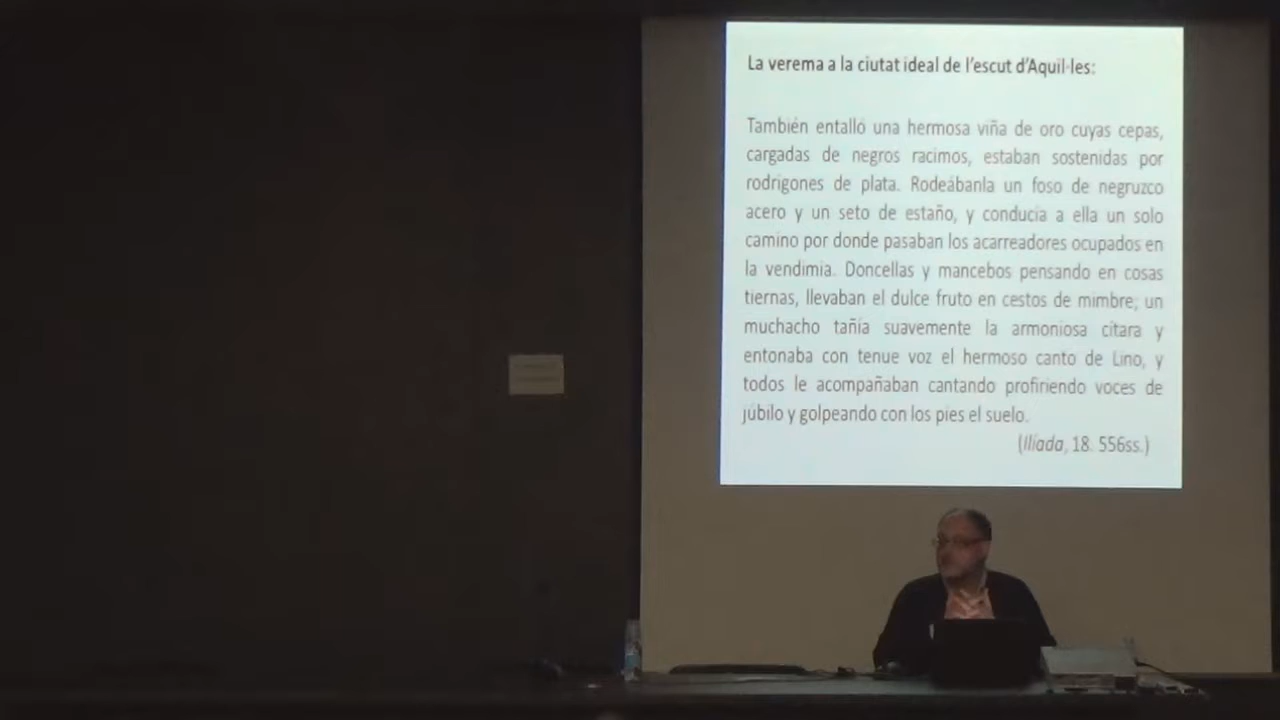 La verema a la ciutat ideal de l'escut d'Aquil·les:
También entalló una hermosa viña de oro cuyas cepas,
cargadas de negros racimos, estaban sostenidas por
rodrigones de plata. Rodeábanla un foso de negruzco
acero y un seto de estaño, y conducía a ella un solo
camino por donde pasaban los acarreadores ocupados en
la vendimia. Doncellas y mancebos pensando en cosas
tiernas, llevaban el dulce fruto en cestos de mimbre; un
muchacho tañía suavemente la armoniosa cítara y
entonaba con tenue voz el hermoso canto de Lino, y
todos le acompañaban cantando profiriendo voces de
júbilo y golpeando con los pies el suelo.
(Ilíada, 18. 556ss.)